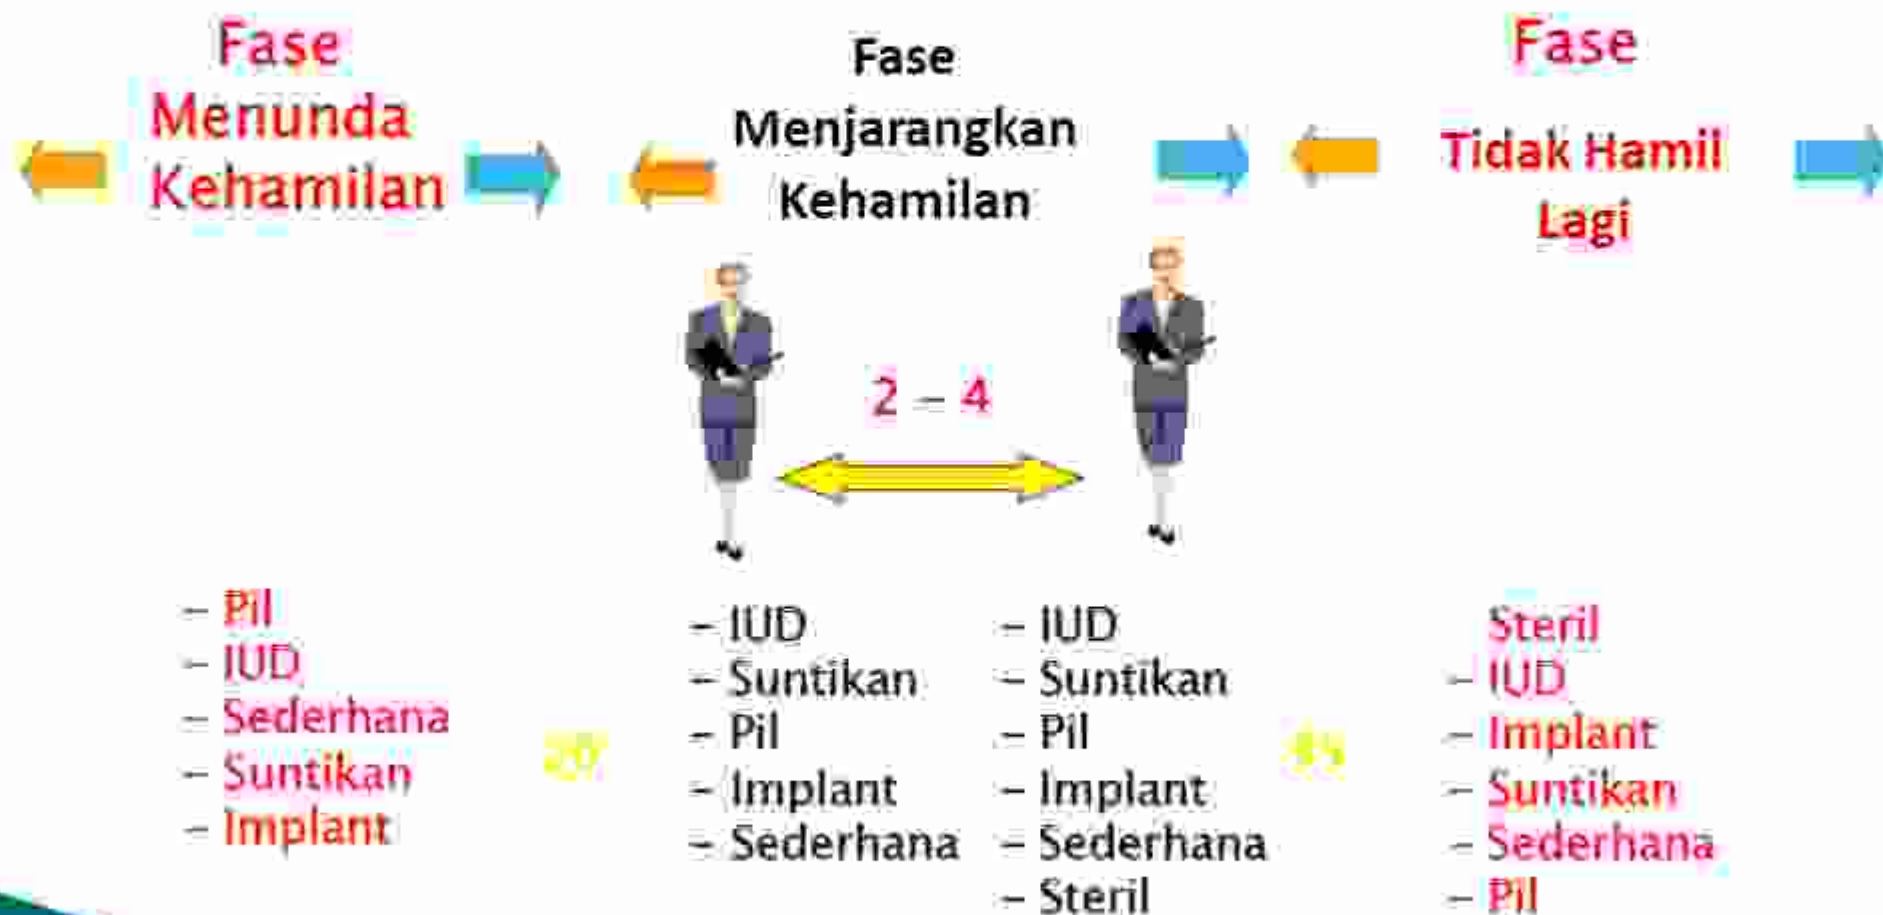 Fase
Menunda
Kehamilan
Fase
Menjarangkan
Kehamilan
Fase
Tidak Hamil
Lagi
2 – 4
– Pil
– IUD
– Sederhana
– Suntikan
– Implant
20
– IUD
– Suntikan
– Pil
– Implant
– Sederhana
– IUD
– Suntikan
– Pil
– Implant
– Sederhana
– Steril
Steril
– IUD
– Implant
– Suntikan
– Sederhana
– Pil